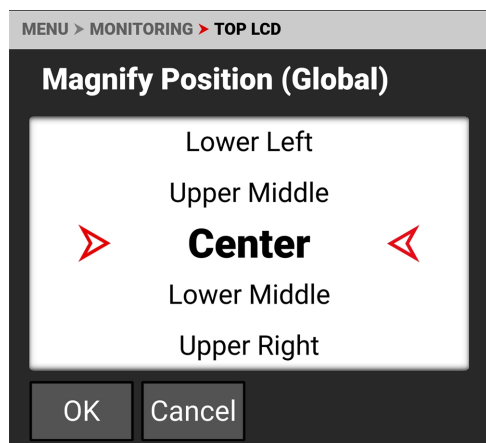 MENU > MONITORING > TOP LCD
Magnify Position (Global)
Lower Left
Upper Middle
Center
Lower Middle
Upper Right
OK Cancel